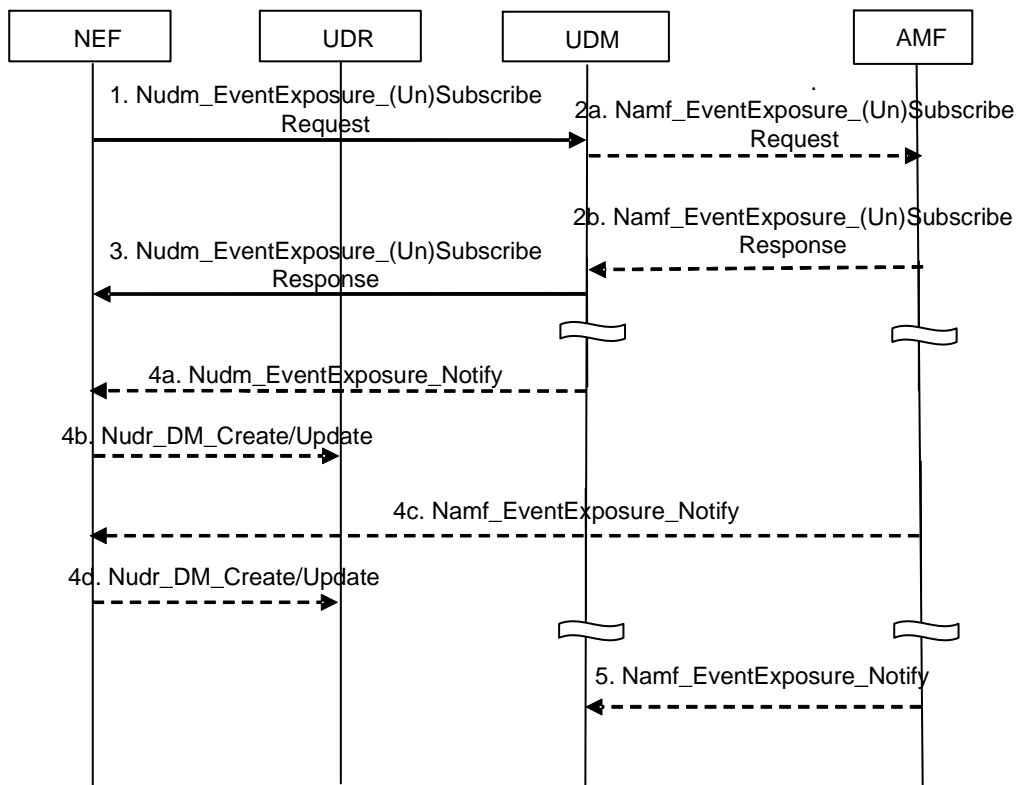 NEF
UDR
UDM
AMF
1. Nudm_EventExposure_(Un)Subscribe
Request
.
2a. Namf_EventExposure_(Un)Subscribe
Request
2b. Namf_EventExposure_(Un)Subscribe
Response
3. Nudm_EventExposure_(Un)Subscribe
Response
4a. Nudm_EventExposure_Notify
4b. Nudr_DM_Create/Update
4c. Namf_EventExposure_Notify
4d. Nudr_DM_Create/Update
5. Namf_EventExposure_Notify